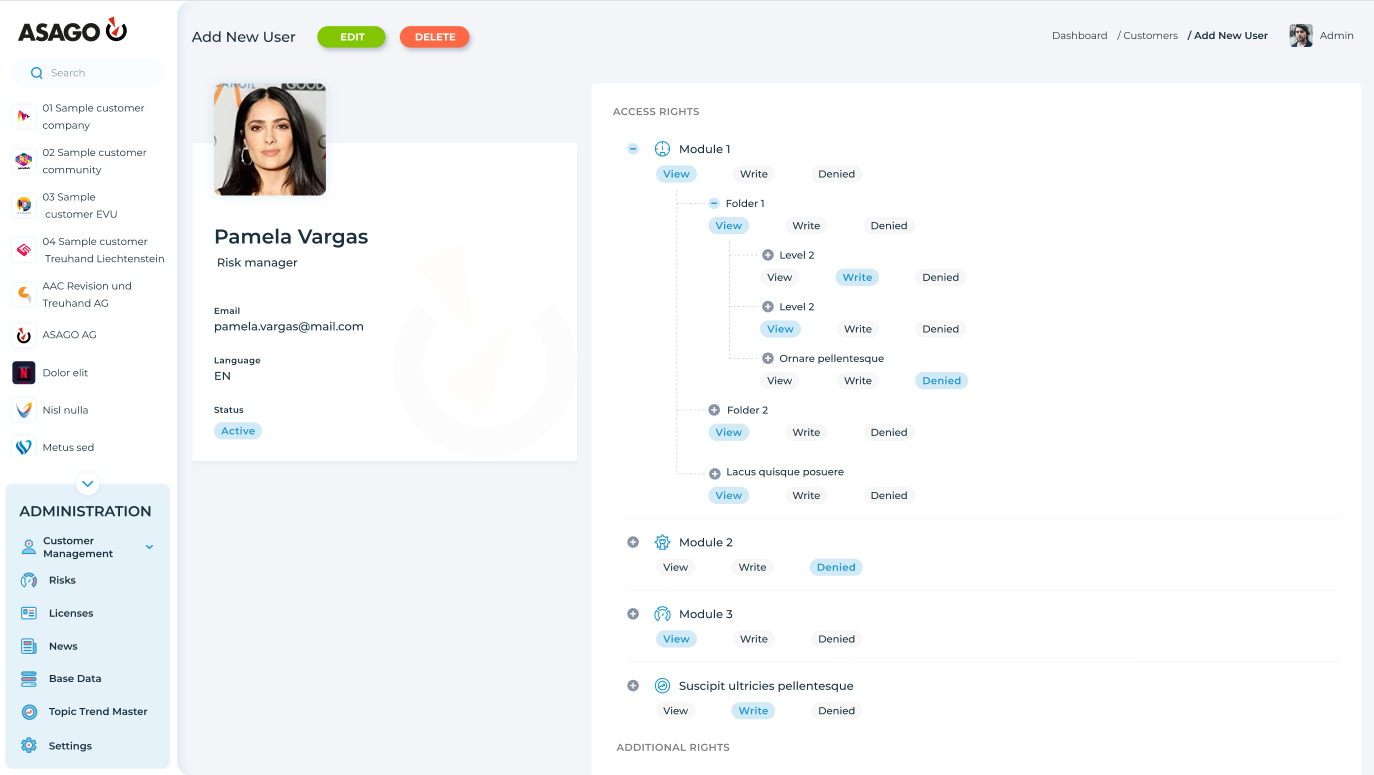 ASAGO
Search
01 Sample customer
company
02 Sample customer
community
03 Sample
customer EVU
04 Sample customer
Treuhand Liechtenstein
AAC Revision und
Treuhand AG
ASAGO AG
Dolor elit
Nisl nulla
Metus sed
ADMINISTRATION
Customer
Management
Risks
Licenses
News
Base Data
Topic Trend Master
Settings
Add New User
EDIT
DELETE
Dashboard / Customers / Add New User
Admin
Pamela Vargas
Risk manager
Email
pamela.vargas@mail.com
Language
EN
Status
Active
ACCESS RIGHTS
Module 1
View Write Denied
Folder 1
View Write Denied
Level 2
View Write Denied
Level 2
View Write Denied
Ornare pellentesque
View Write Denied
Folder 2
View Write Denied
Lacus quisque posuere
View Write Denied
Module 2
View Write Denied
Module 3
View Write Denied
Suscipit ultricies pellentesque
View Write Denied
ADDITIONAL RIGHTS